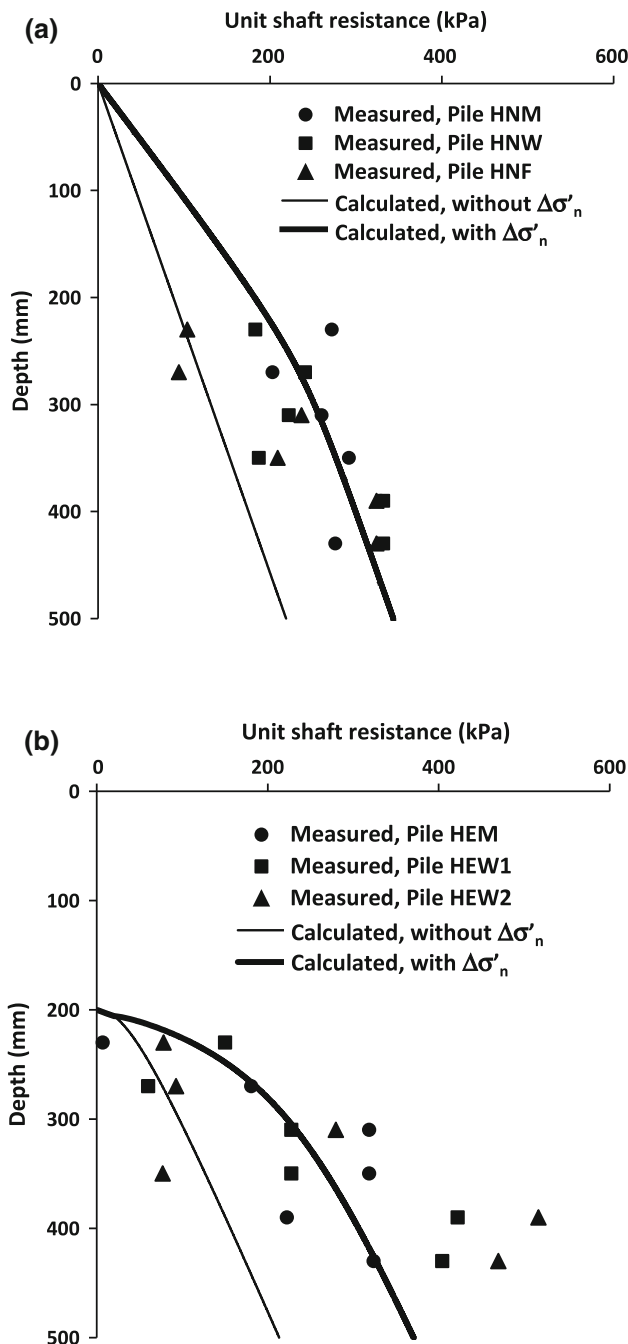 (a)
Unit shaft resistance (kPa)
0 200 400 600
0
100
200
300
400
500
Depth (mm)
Measured, Pile HNM
Measured, Pile HNW
Measured, Pile HNF
Calculated, without Δσ'n
Calculated, with Δσ'n
(b)
Unit shaft resistance (kPa)
0 200 400 600
0
100
200
300
400
500
Depth (mm)
Measured, Pile HEM
Measured, Pile HEW1
Measured, Pile HEW2
Calculated, without Δσ'n
Calculated, with Δσ'n